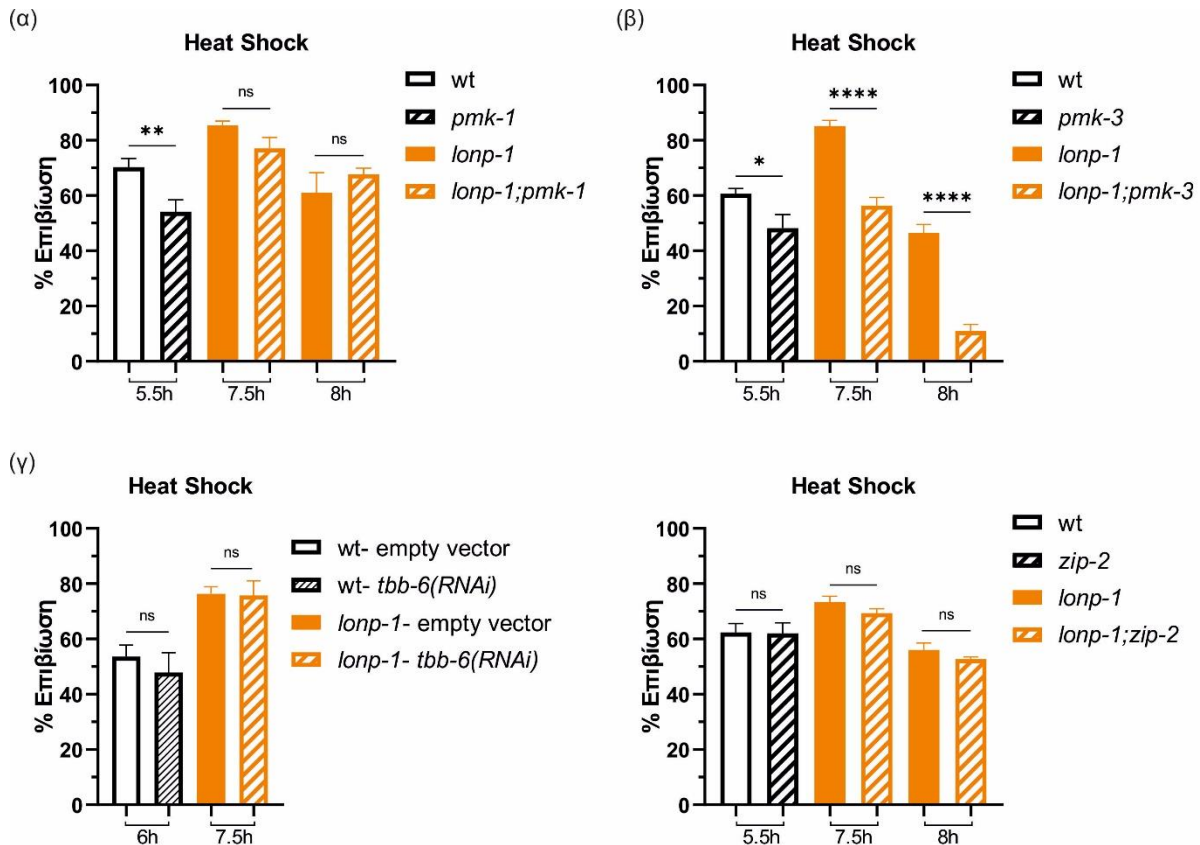 (α)
Heat Shock
% Επιβίωση
100
80
60
40
20
0
**
ns
ns
5.5h
7.5h
8h
wt
pmk-1
lonp-1
lonp-1;pmk-1
(β)
Heat Shock
% Επιβίωση
100
80
60
40
20
0
*
****
****
5.5h
7.5h
8h
wt
pmk-3
lonp-1
lonp-1;pmk-3
(γ)
Heat Shock
% Επιβίωση
100
80
60
40
20
0
ns
ns
6h
7.5h
wt- empty vector
wt- tbb-6(RNAi)
lonp-1- empty vector
lonp-1- tbb-6(RNAi)
Heat Shock
% Επιβίωση
100
80
60
40
20
0
ns
ns
ns
5.5h
7.5h
8h
wt
zip-2
lonp-1
lonp-1;zip-2